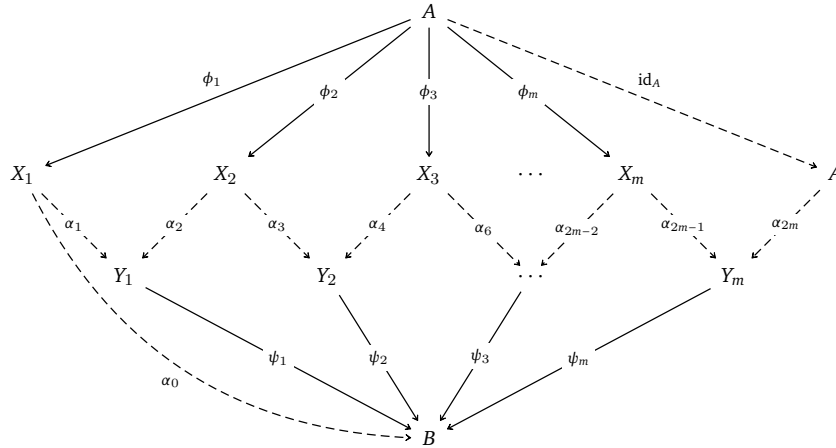 A
ϕ₁ ϕ₂ ϕ₃ ϕₘ id_A
X₁ X₂ X₃ ⋯ Xₘ A
α₁ α₂ α₃ α₄ α₆ α₂ₘ₋₂ α₂ₘ₋₁ α₂ₘ
Y₁ Y₂ ⋯ Yₘ
ψ₁ ψ₂ ψ₃ ψₘ
α₀
B